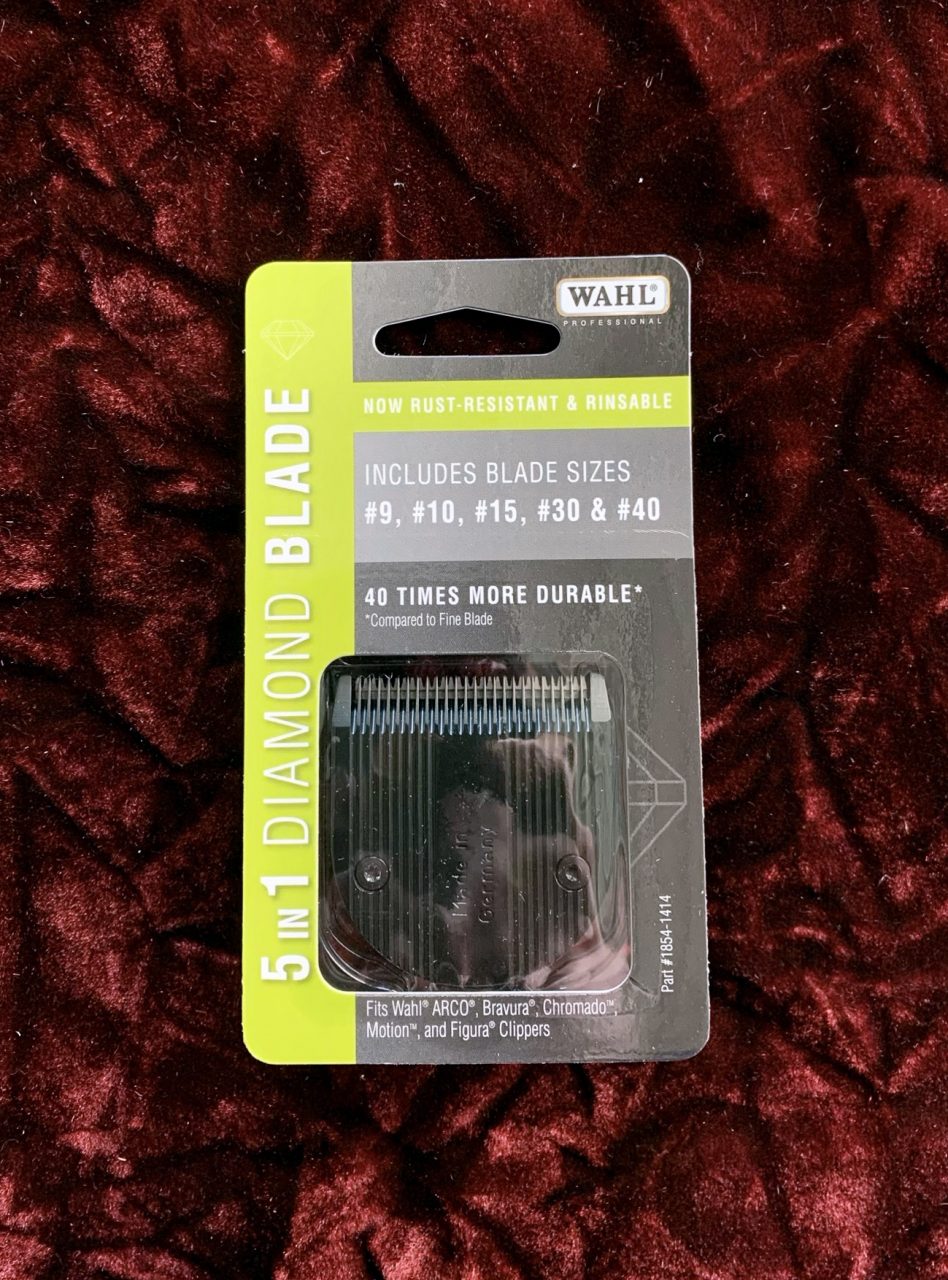 WAHL®
PROFESSIONAL
NOW RUST-RESISTANT & RINSABLE
INCLUDES BLADE SIZES
#9, #10, #15, #30 & #40
40 TIMES MORE DURABLE*
*Compared to Fine Blade
5 IN 1 DIAMOND BLADE
Made in
Germany
Part #1854-1414
Fits Wahl® ARCO®, Bravura®, Chromado™,
Motion™, and Figura® Clippers